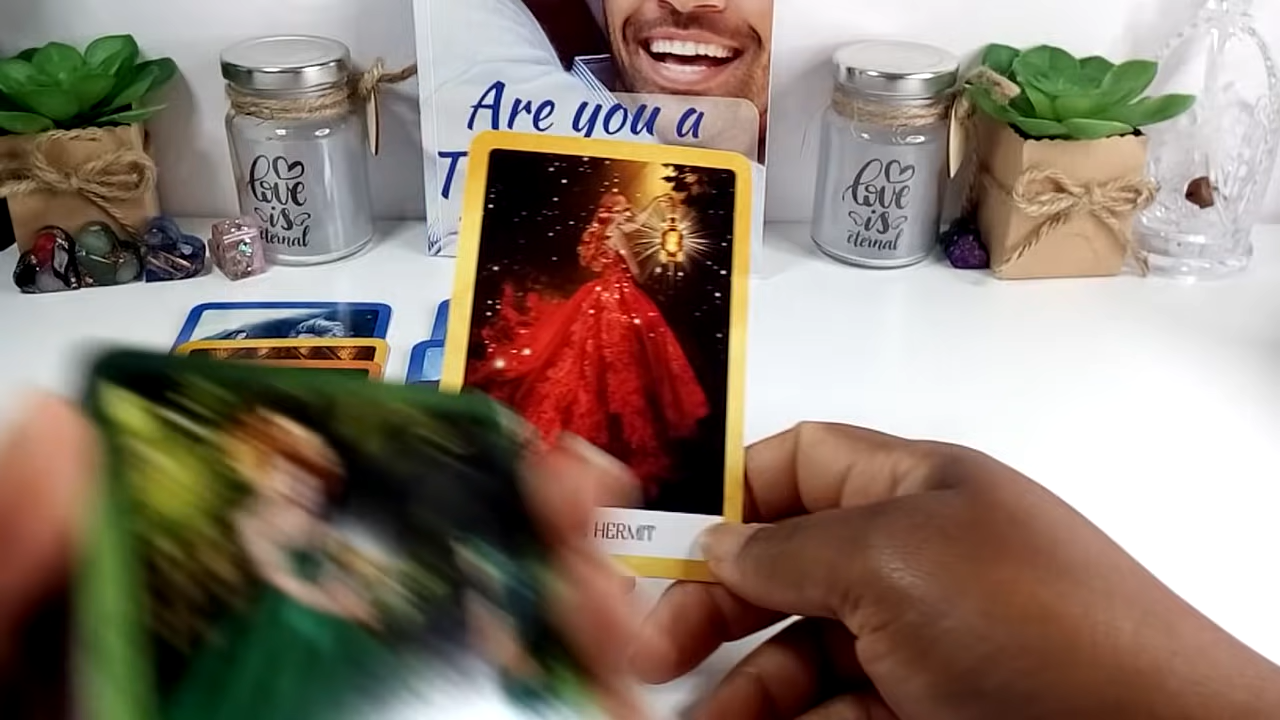 Are you a
T
love
is
eternal
love
is
eternal
HERMIT